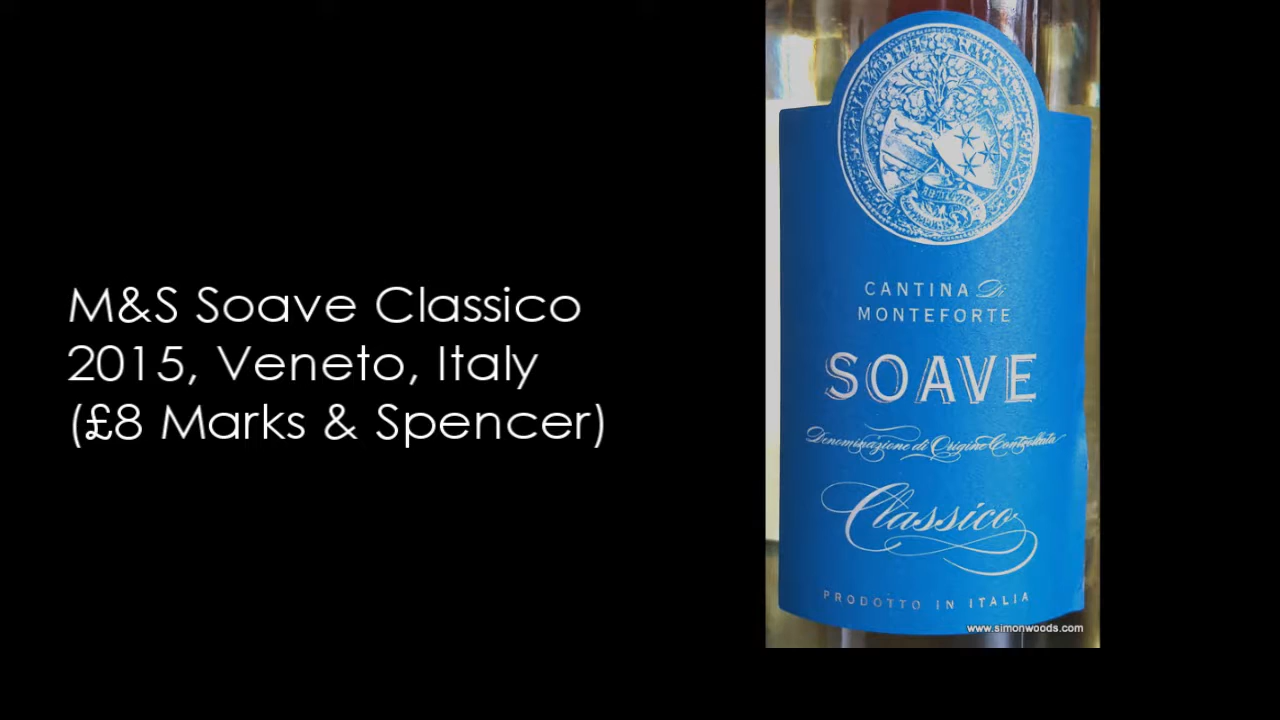 M&S Soave Classico
2015, Veneto, Italy
(£8 Marks & Spencer)
CANTINA Di
MONTEFORTE
SOAVE
Denominazione di Origine Controllata
Classico
PRODOTTO IN ITALIA
www.simonwoods.com